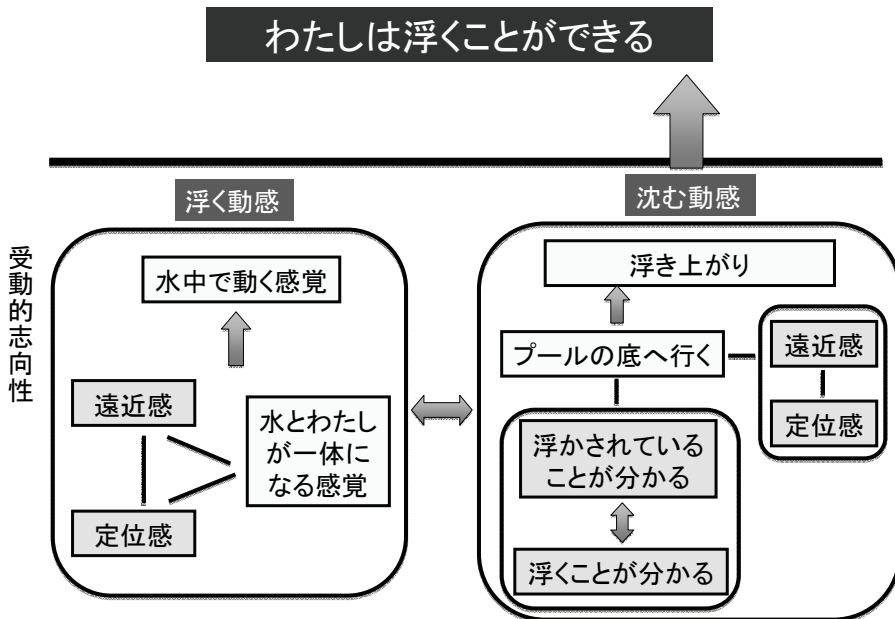 わたしは浮くことができる
浮く動感
沈む動感
受動的志向性
水中で動く感覚
遠近感
定位感
水とわたし
が一体に
なる感覚
浮き上がり
プールの底へ行く
遠近感
定位感
浮かされている
ことが分かる
浮くことが分かる